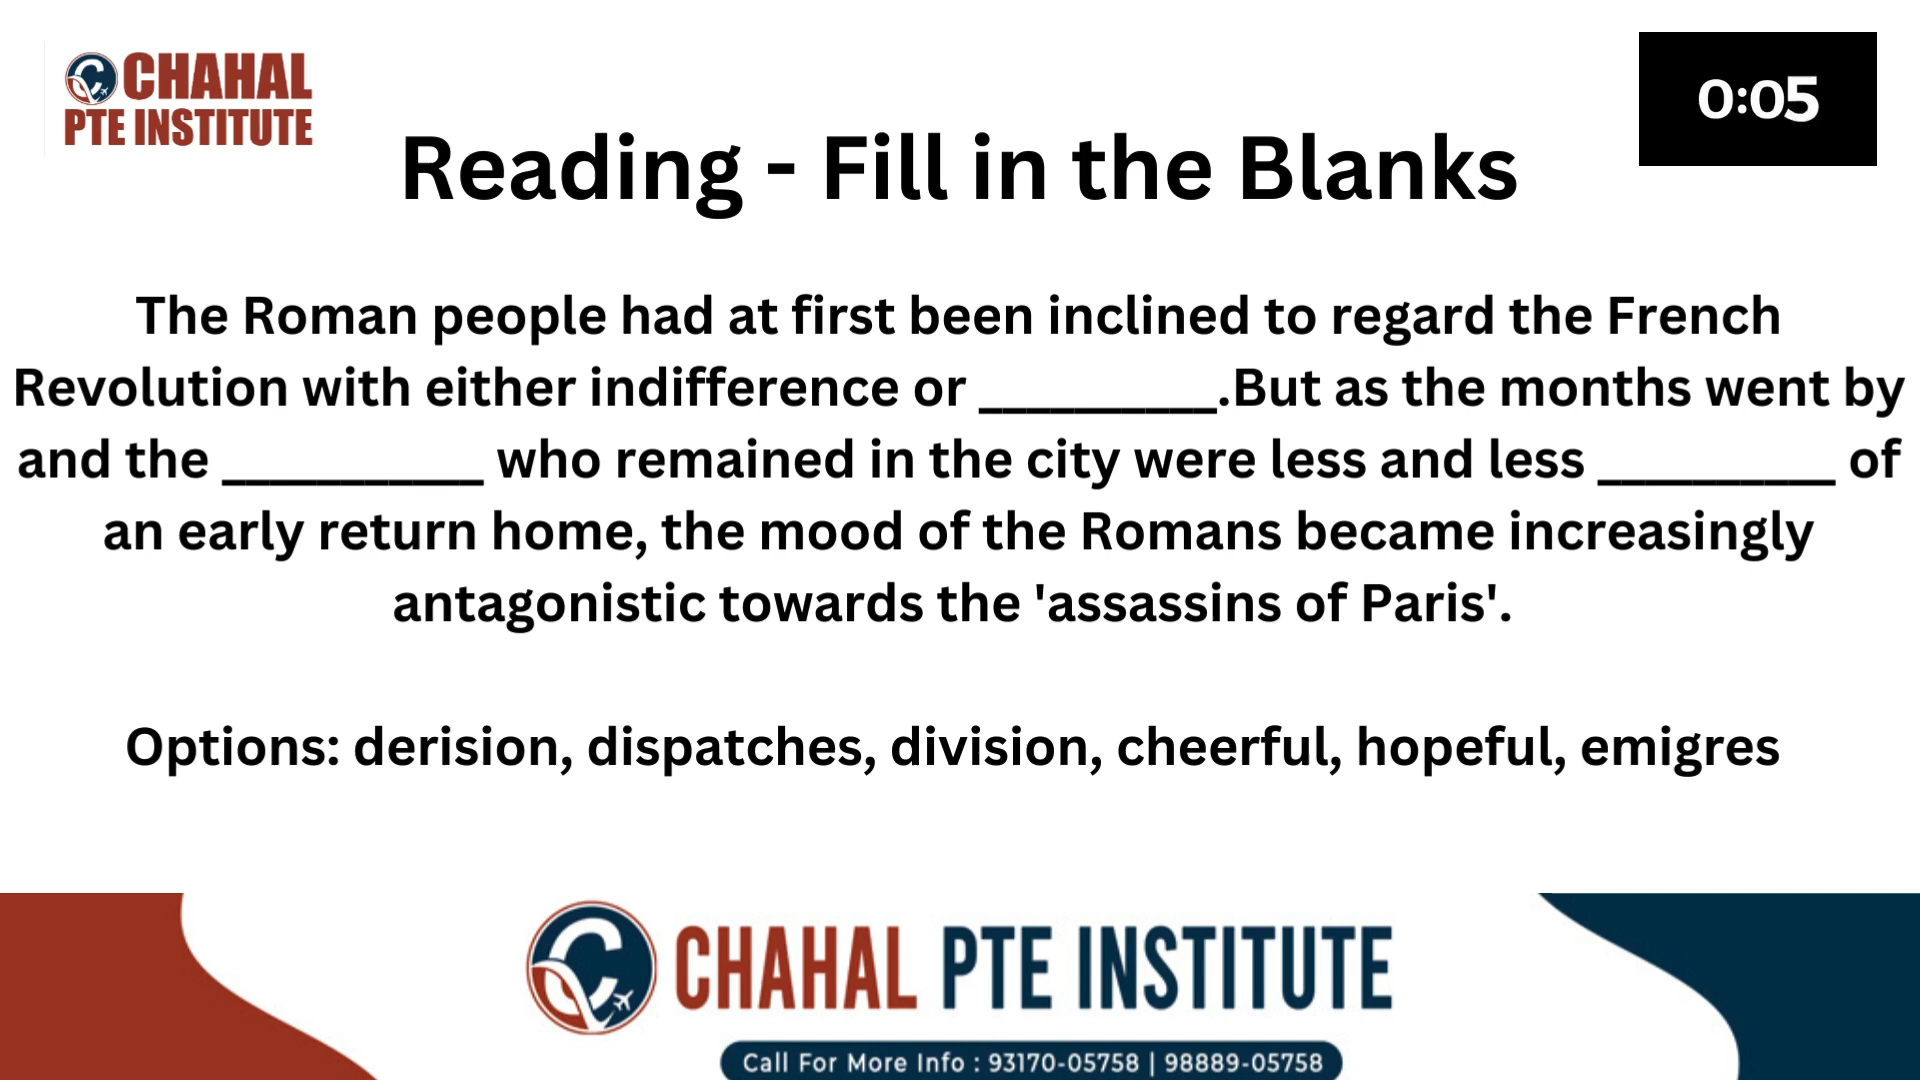 CHAHAL
PTE INSTITUTE
0:05
Reading - Fill in the Blanks
The Roman people had at first been inclined to regard the French
Revolution with either indifference or __________.But as the months went by
and the ___________ who remained in the city were less and less __________ of
an early return home, the mood of the Romans became increasingly
antagonistic towards the 'assassins of Paris'.
Options: derision, dispatches, division, cheerful, hopeful, emigres
CHAHAL PTE INSTITUTE
Call For More Info : 93170-05758 | 98889-05758